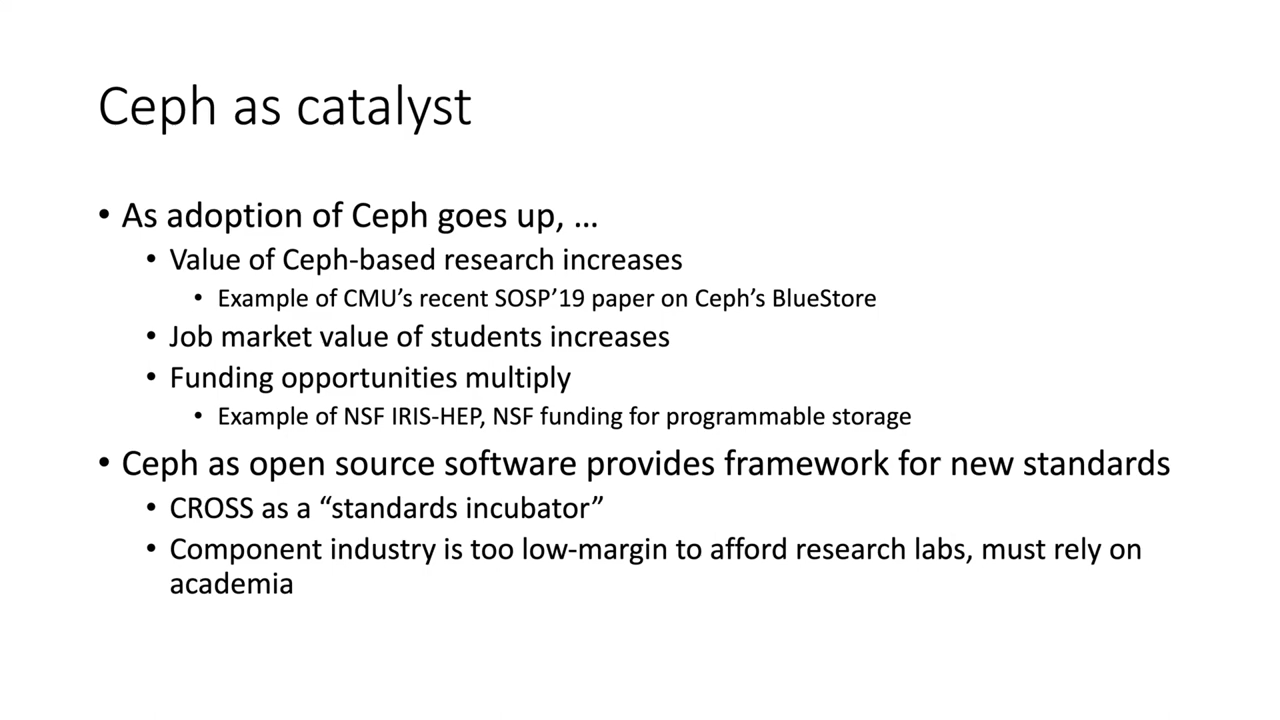 Ceph as catalyst
• As adoption of Ceph goes up, …
• Value of Ceph-based research increases
• Example of CMU’s recent SOSP’19 paper on Ceph’s BlueStore
• Job market value of students increases
• Funding opportunities multiply
• Example of NSF IRIS-HEP, NSF funding for programmable storage
• Ceph as open source software provides framework for new standards
• CROSS as a “standards incubator”
• Component industry is too low-margin to afford research labs, must rely on
academia